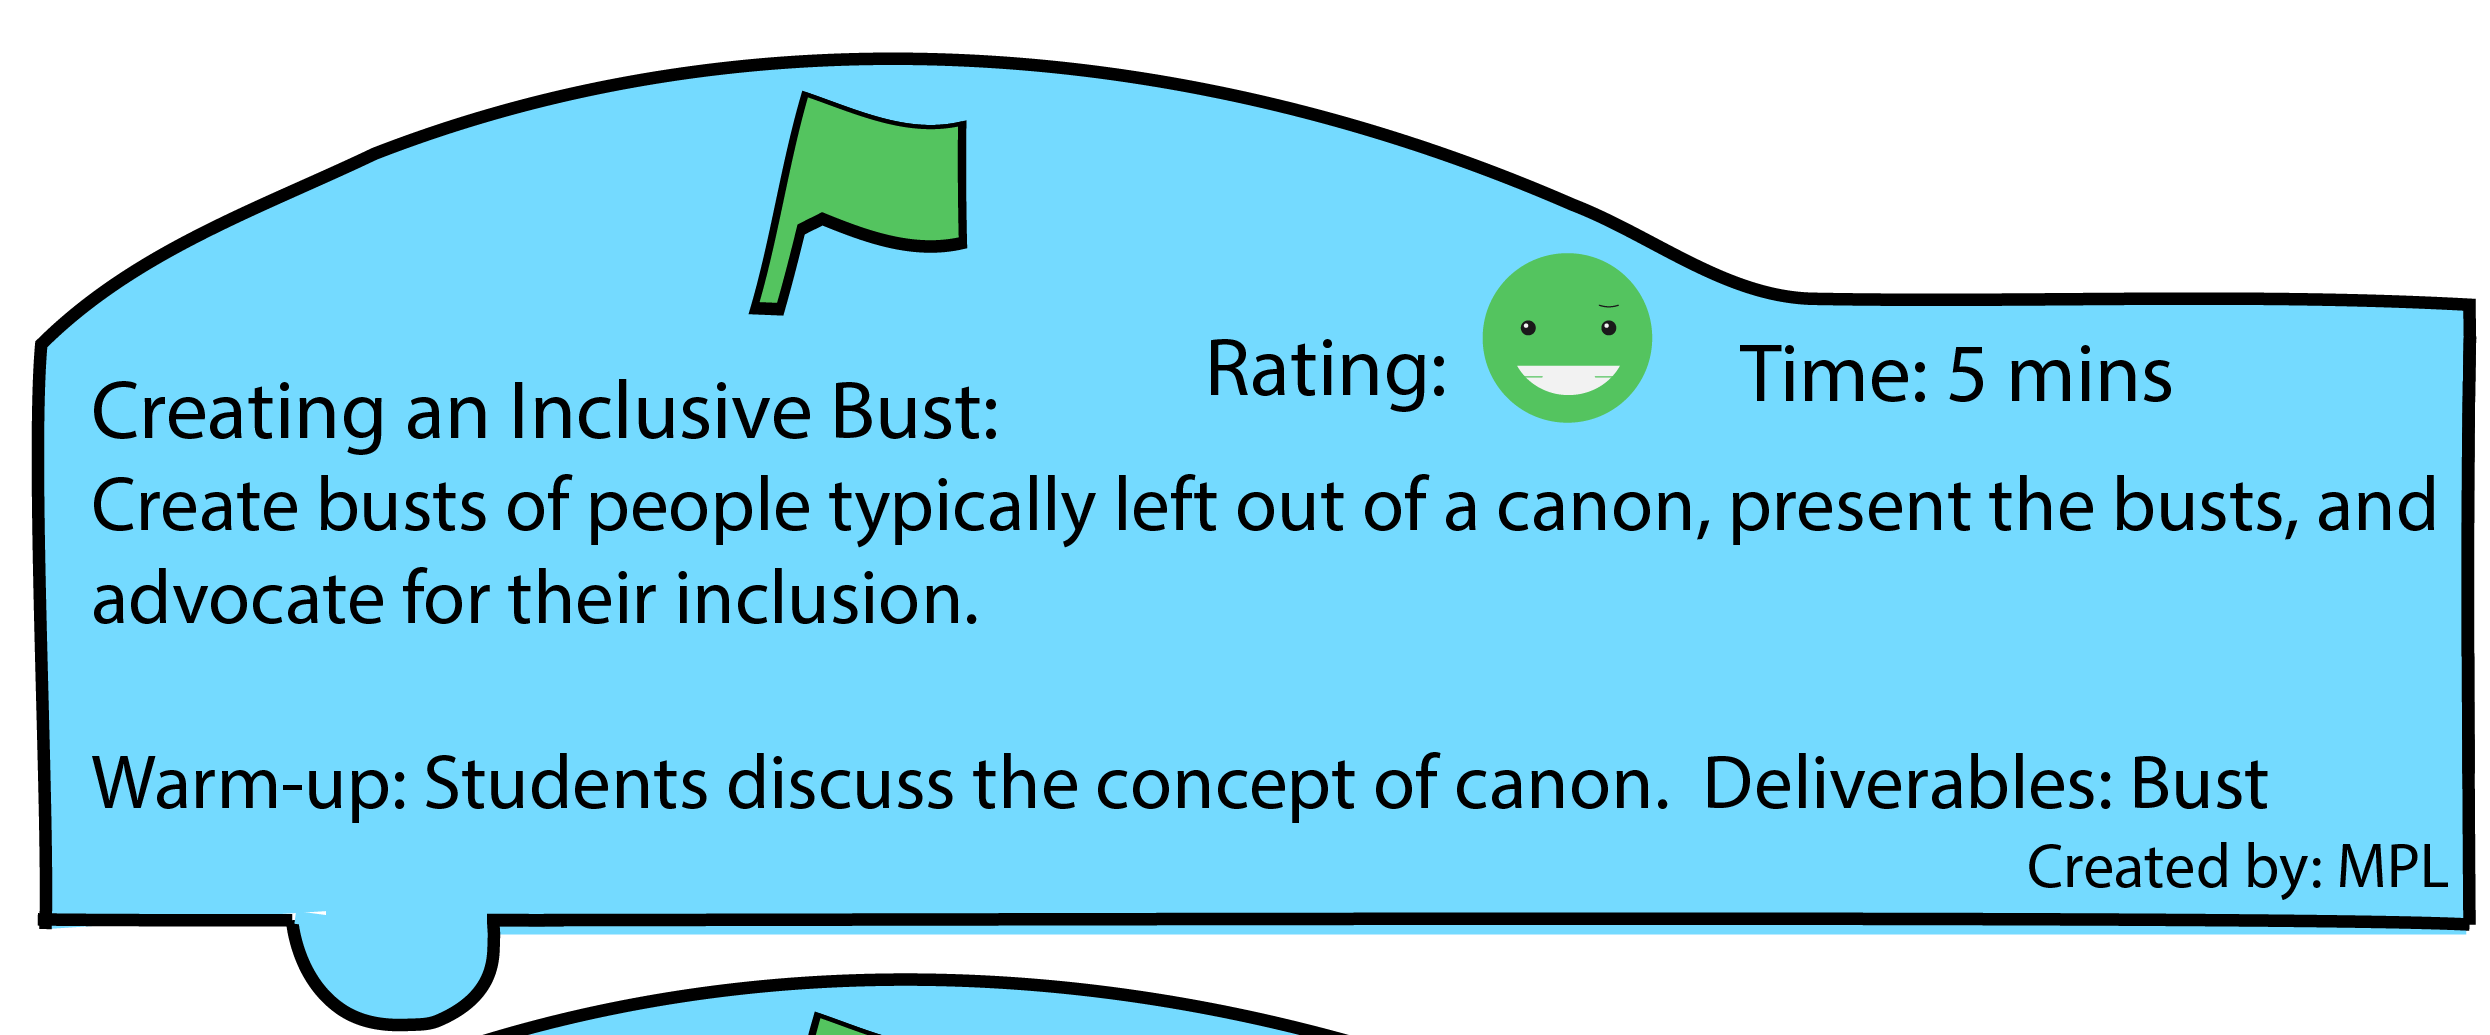 Rating:
Time: 5 mins
Creating an Inclusive Bust:
Create busts of people typically left out of a canon, present the busts, and
advocate for their inclusion.
Warm-up: Students discuss the concept of canon.  Deliverables: Bust
Created by: MPL